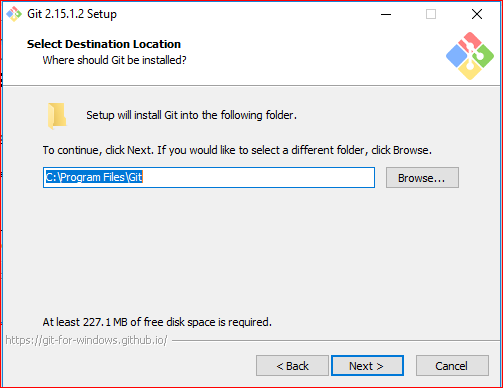 Git 2.15.1.2 Setup
Select Destination Location
Where should Git be installed?
Setup will install Git into the following folder.
To continue, click Next. If you would like to select a different folder, click Browse.
C:\Program Files\Git
Browse...
At least 227.1 MB of free disk space is required.
https://git-for-windows.github.io/
< Back
Next >
Cancel